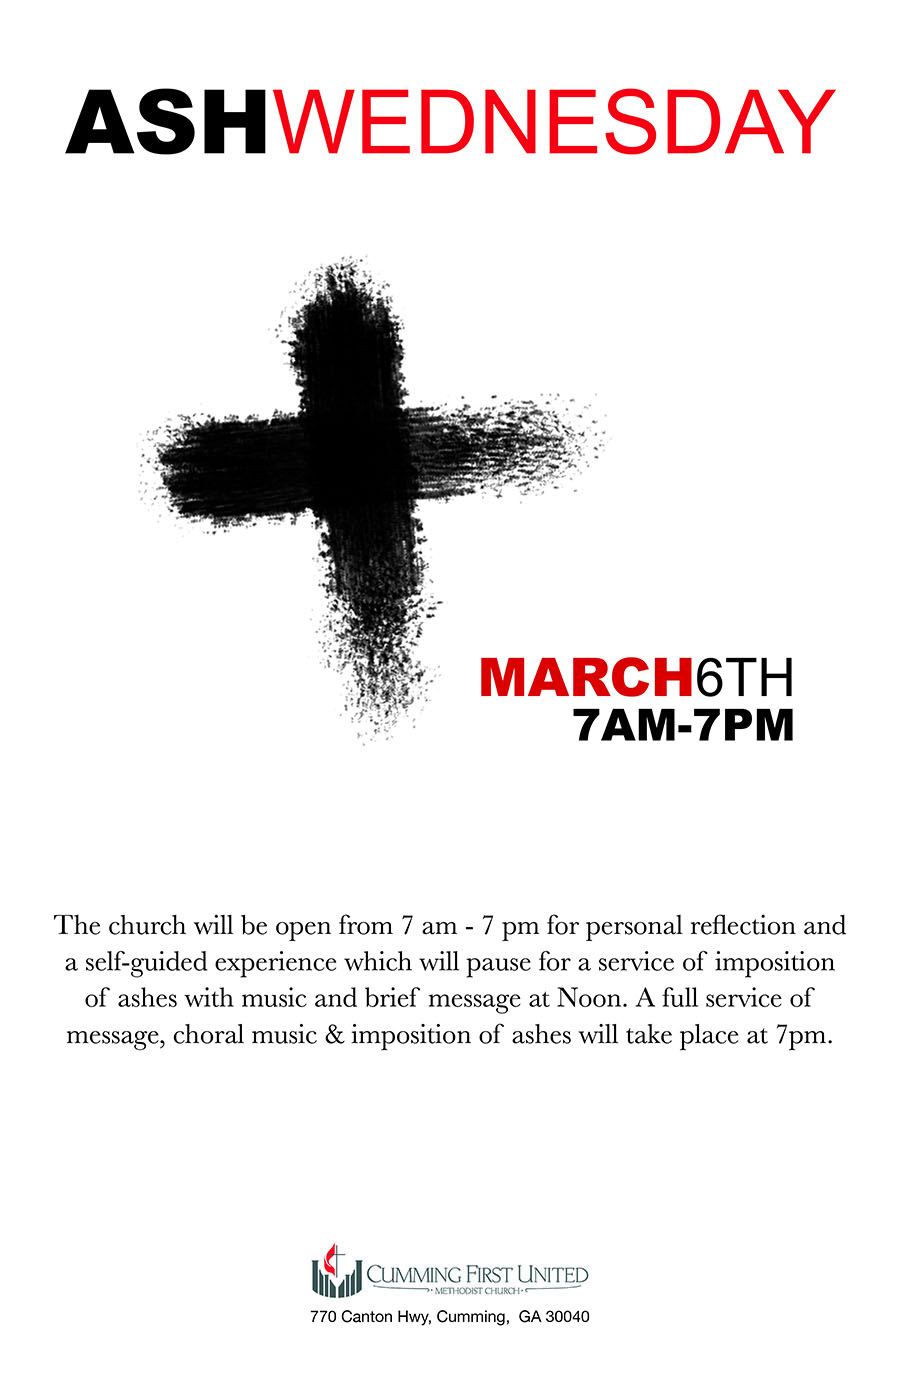 ASHWEDNESDAY
MARCH6TH
7AM-7PM
The church will be open from 7 am - 7 pm for personal reflection and
a self-guided experience which will pause for a service of imposition
of ashes with music and brief message at Noon. A full service of
message, choral music & imposition of ashes will take place at 7pm.
CUMMING FIRST UNITED
METHODIST CHURCH
770 Canton Hwy, Cumming, GA 30040